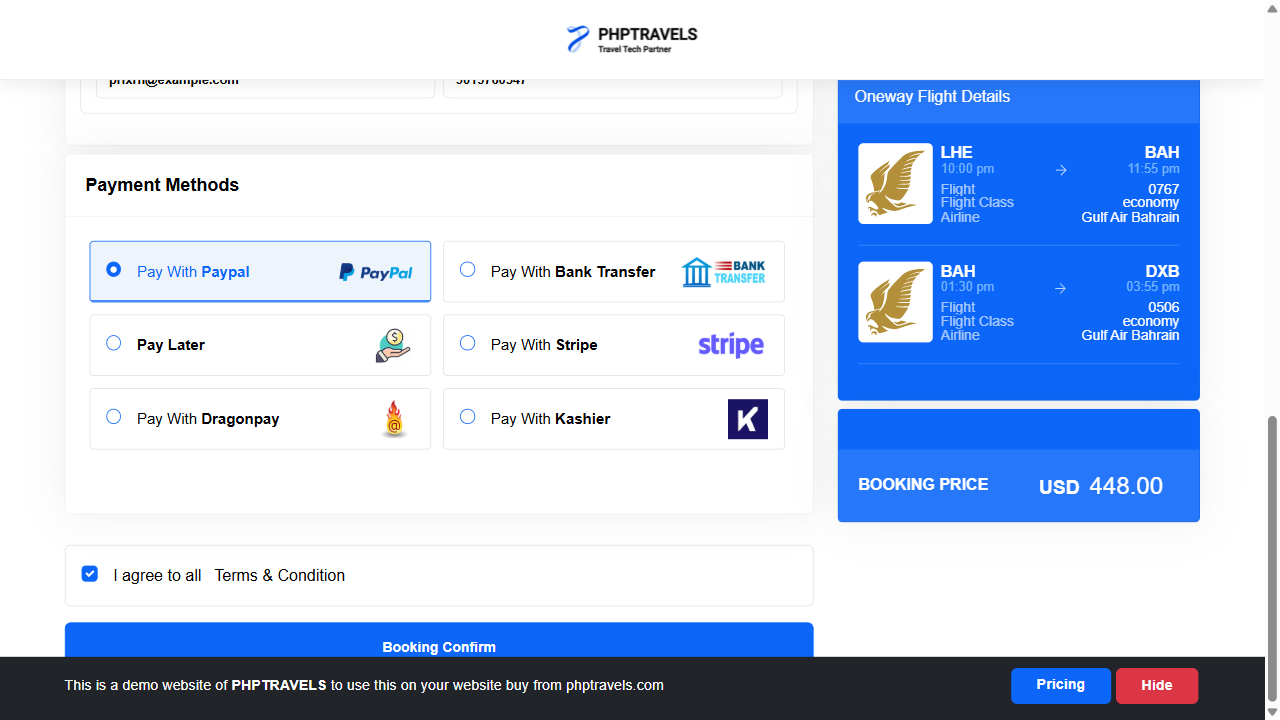 PHPTRAVELS
Travel Tech Partner
Oneway Flight Details
LHE BAH
10:00 pm 11:55 pm
Flight 0767
Flight Class economy
Airline Gulf Air Bahrain
BAH DXB
01:30 pm 03:55 pm
Flight 0506
Flight Class economy
Airline Gulf Air Bahrain
BOOKING PRICE USD 448.00
Payment Methods
Pay With Paypal PayPal
Pay With Bank Transfer BANK TRANSFER
Pay Later
Pay With Stripe stripe
Pay With Dragonpay
Pay With Kashier K
I agree to all Terms & Condition
Booking Confirm
This is a demo website of PHPTRAVELS to use this on your website buy from phptravels.com
Pricing
Hide